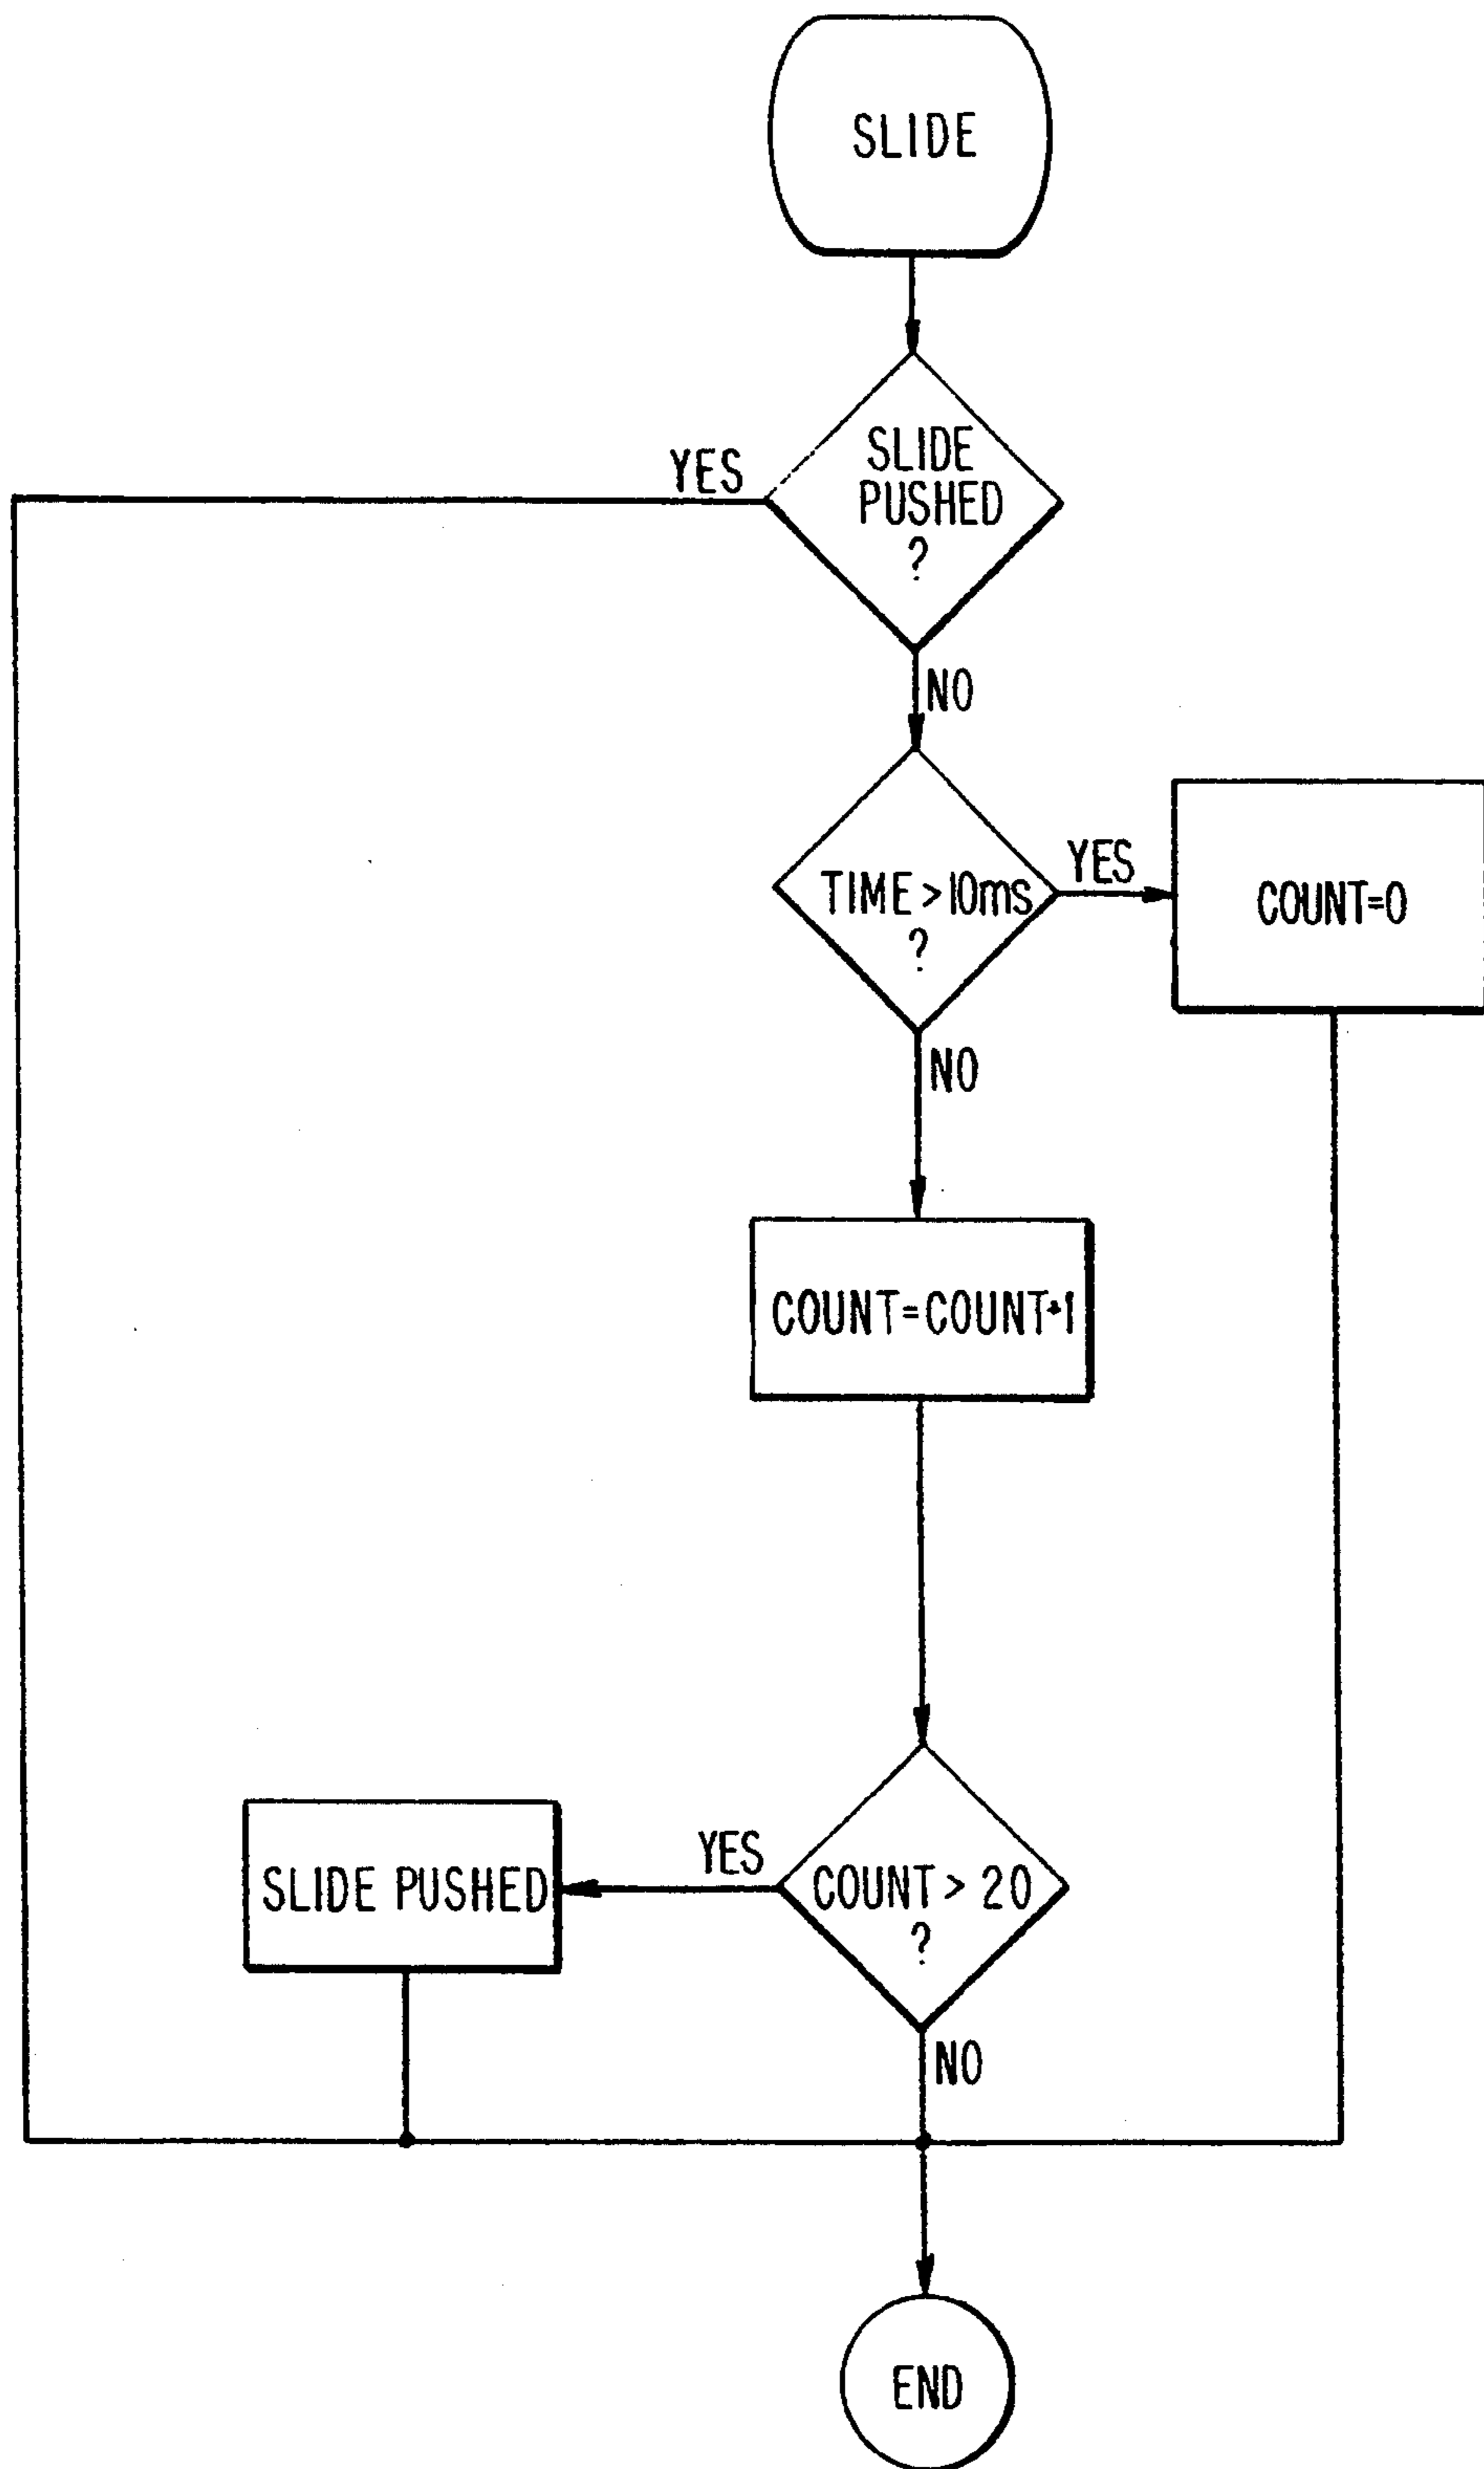 SLIDE
YES
SLIDE
PUSHED
?
NO
TIME >10ms
?
YES
COUNT=0
NO
COUNT=COUNT+1
SLIDE PUSHED
YES
COUNT > 20
?
NO
END